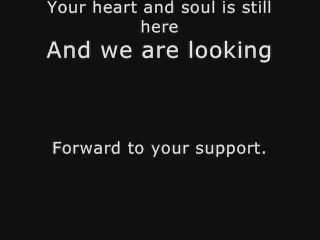 Your heart and soul is still
here
And we are looking
Forward to your support.